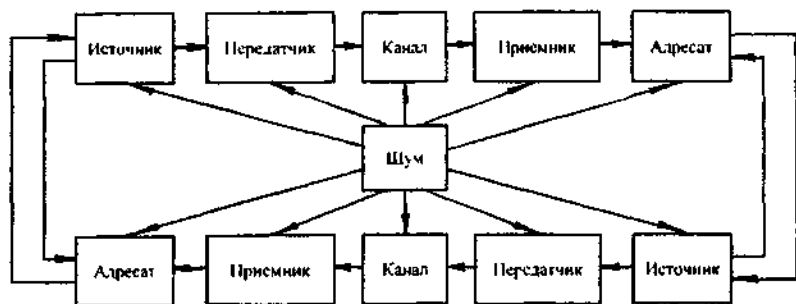 Источник
Передатчик
Канал
Приемник
Адресат
Шум
Адресат
Приемник
Канал
Передатчик
Источник